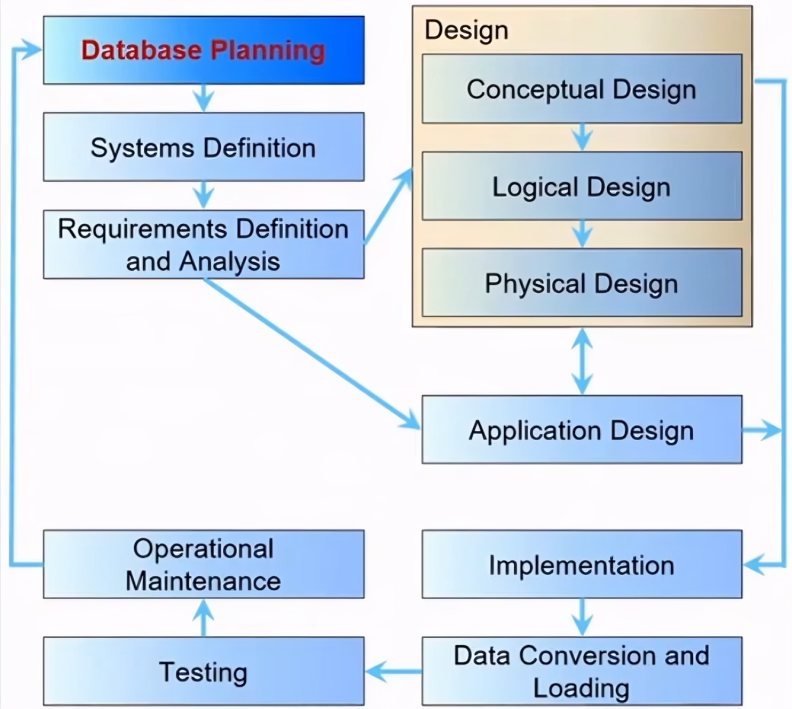 Database Planning
Systems Definition
Requirements Definition
and Analysis
Design
Conceptual Design
Logical Design
Physical Design
Application Design
Operational
Maintenance
Implementation
Testing
Data Conversion and
Loading